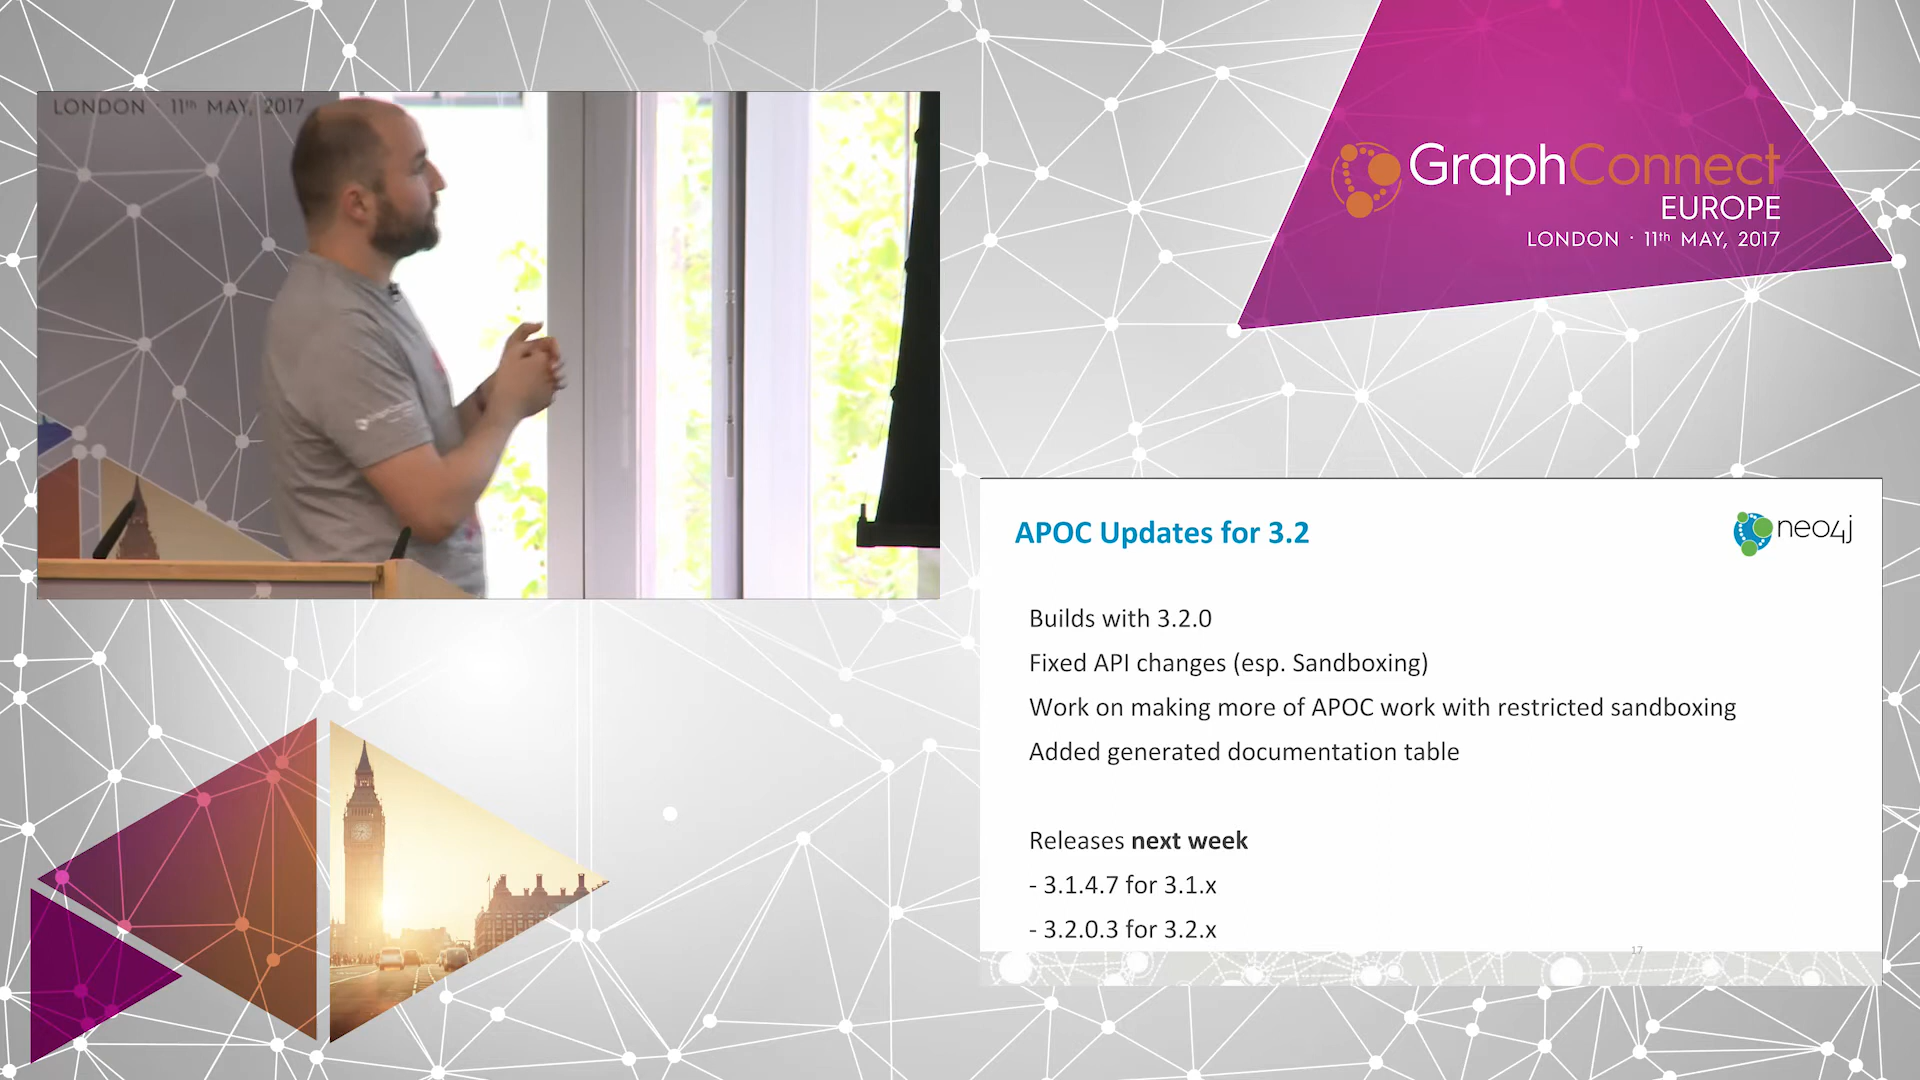 LONDON · 11th MAY, 2017
GraphConnect
EUROPE
LONDON · 11th MAY, 2017
APOC Updates for 3.2
neo4j
Builds with 3.2.0
Fixed API changes (esp. Sandboxing)
Work on making more of APOC work with restricted sandboxing
Added generated documentation table
Releases next week
- 3.1.4.7 for 3.1.x
- 3.2.0.3 for 3.2.x
17